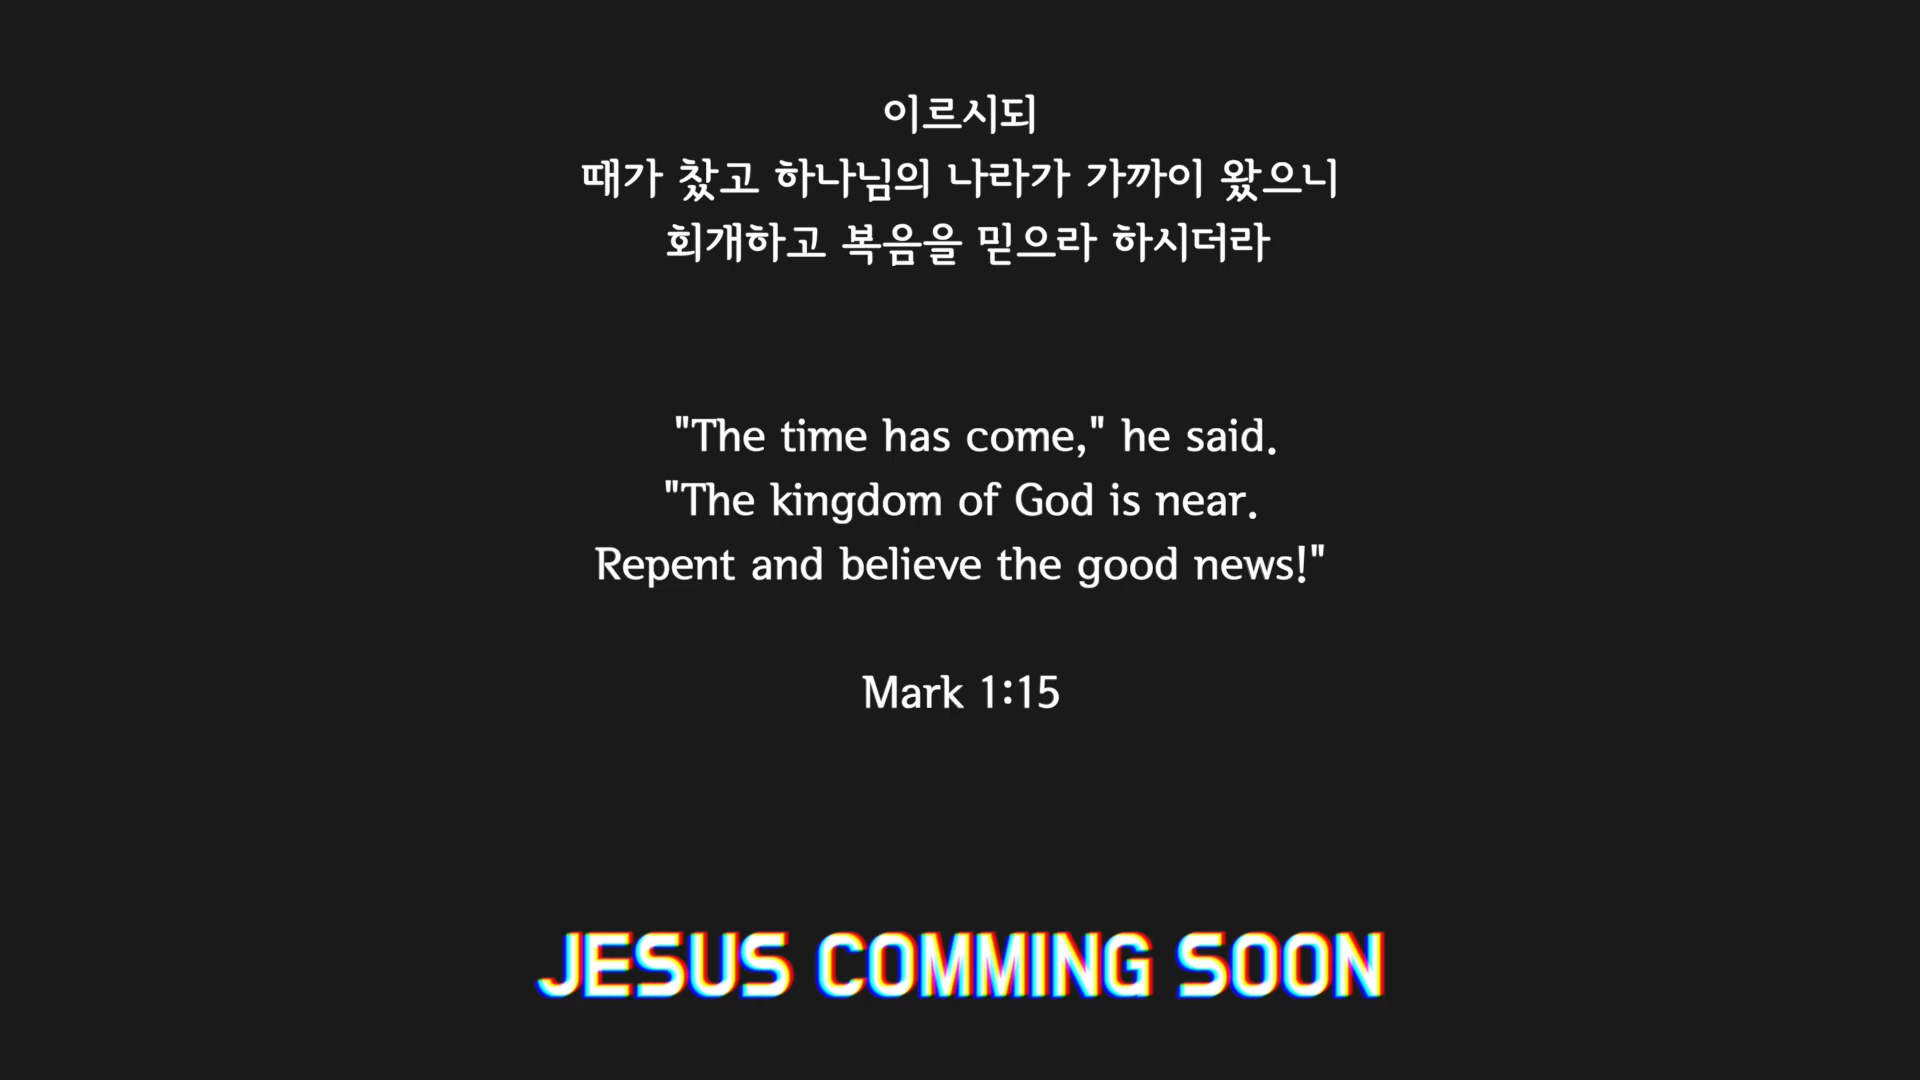 이르시되
때가 찼고 하나님의 나라가 가까이 왔으니
회개하고 복음을 믿으라 하시더라
"The time has come," he said.
"The kingdom of God is near.
Repent and believe the good news!"
Mark 1:15
JESUS COMMING SOON